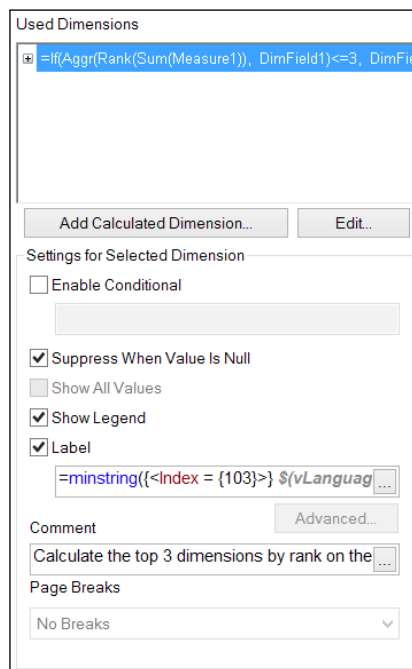 Used Dimensions
=If(Aggr(Rank(Sum(Measure1)), DimField1)<=3, DimFie
Add Calculated Dimension...
Edit...
Settings for Selected Dimension
Enable Conditional
Suppress When Value Is Null
Show All Values
Show Legend
Label
=minstring({<Index = {103}>} $(vLanguag
...
Advanced...
Comment
Calculate the top 3 dimensions by rank on the
...
Page Breaks
No Breaks